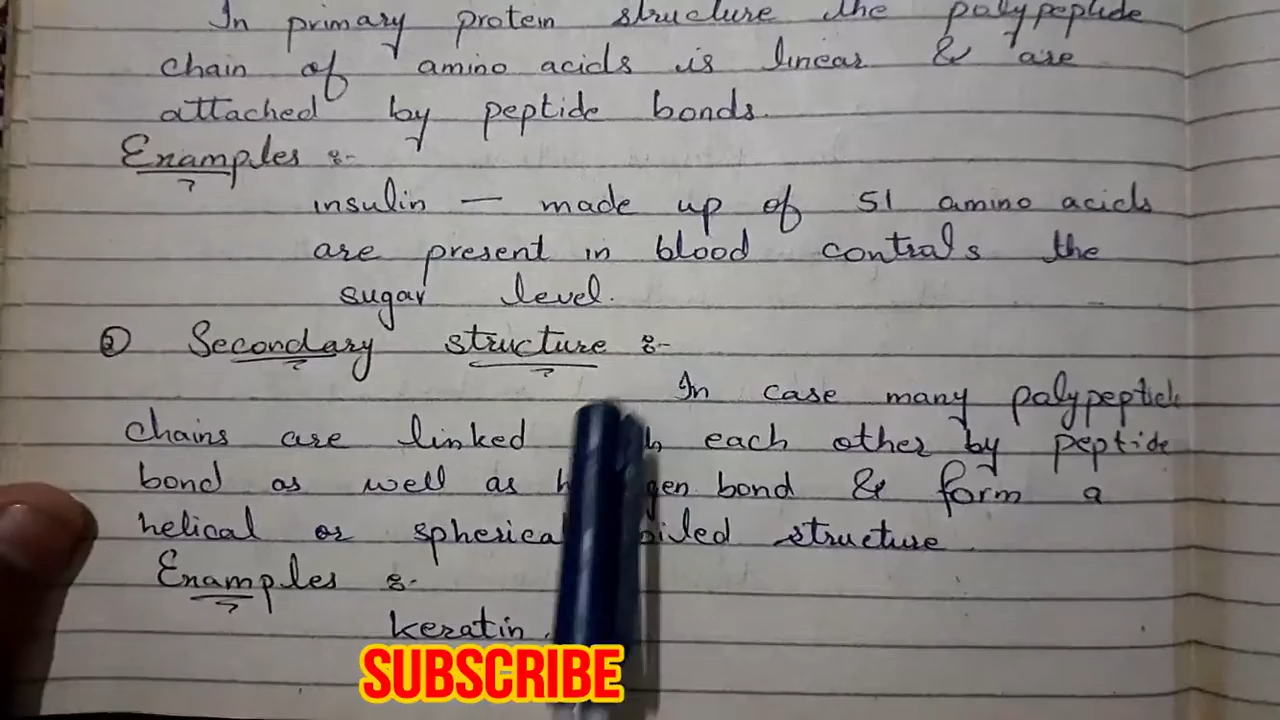 In primary protein structure the polypeptide
chain of amino acids is linear & are
attached by peptide bonds.
Examples :-
insulin — made up of 51 amino acids
are present in blood controls the
sugar level.
② Secondary structure :-
In case many polypeptide
chains are linked each other by peptide
bond as well as bond & form a
helical or structure
Examples :-
keratin
SUBSCRIBE